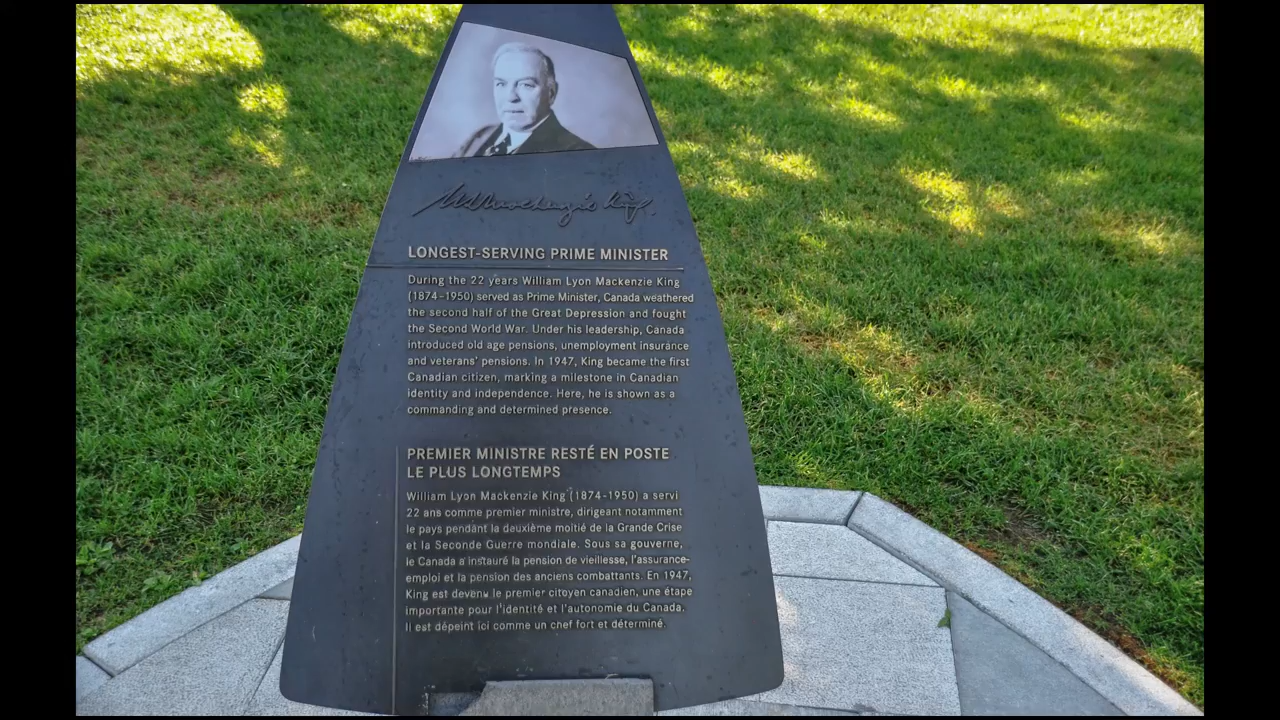 W L Mackenzie King.
LONGEST-SERVING PRIME MINISTER
During the 22 years William Lyon Mackenzie King
(1874-1950) served as Prime Minister, Canada weathered
the second half of the Great Depression and fought
the Second World War. Under his leadership, Canada
introduced old age pensions, unemployment insurance
and veterans' pensions. In 1947, King became the first
Canadian citizen, marking a milestone in Canadian
identity and independence. Here, he is shown as a
commanding and determined presence.
PREMIER MINISTRE RESTÉ EN POSTE
LE PLUS LONGTEMPS
William Lyon Mackenzie King (1874-1950) a servi
22 ans comme premier ministre, dirigeant notamment
le pays pendant la deuxième moitié de la Grande Crise
et la Seconde Guerre mondiale. Sous sa gouverne,
le Canada a instauré la pension de vieillesse, l'assurance-
emploi et la pension des anciens combattants. En 1947,
King est devenu le premier citoyen canadien, une étape
importante pour l'identité et l'autonomie du Canada.
Il est dépeint ici comme un chef fort et déterminé.